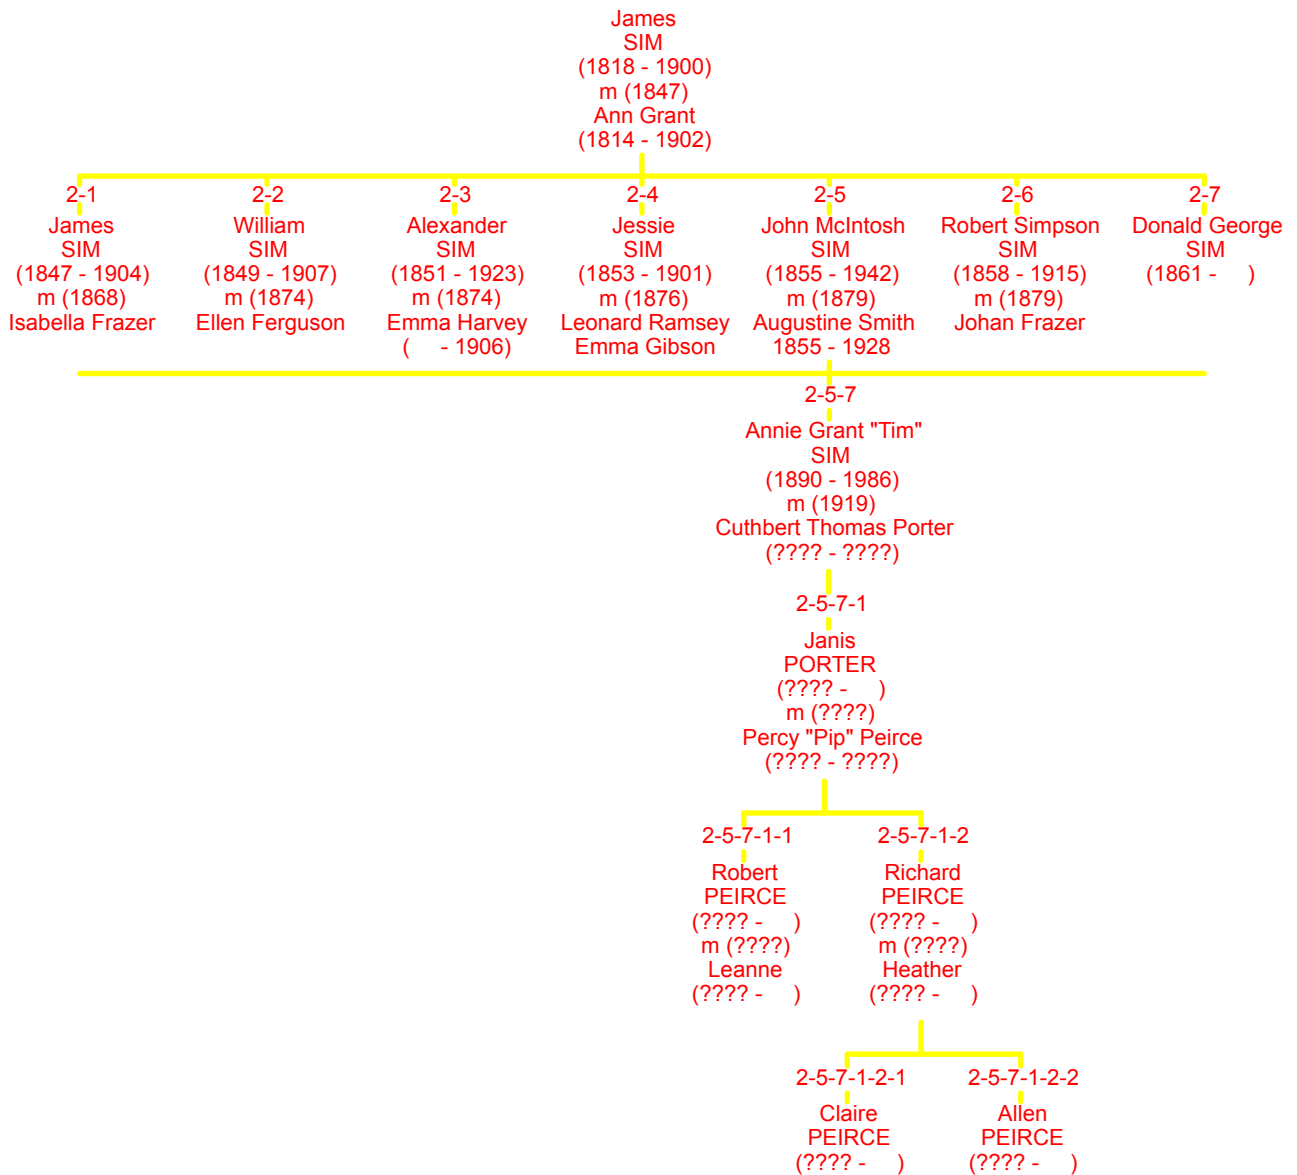 James
SIM
(1818 - 1900)
m (1847)
Ann Grant
(1814 - 1902)
2-1
James
SIM
(1847 - 1904)
m (1868)
Isabella Frazer
2-2
William
SIM
(1849 - 1907)
m (1874)
Ellen Ferguson
2-3
Alexander
SIM
(1851 - 1923)
m (1874)
Emma Harvey
(     - 1906)
2-4
Jessie
SIM
(1853 - 1901)
m (1876)
Leonard Ramsey
Emma Gibson
2-5
John McIntosh
SIM
(1855 - 1942)
m (1879)
Augustine Smith
1855 - 1928
2-6
Robert Simpson
SIM
(1858 - 1915)
m (1879)
Johan Frazer
2-7
Donald George
SIM
(1861 -     )
2-5-7
Annie Grant "Tim"
SIM
(1890 - 1986)
m (1919)
Cuthbert Thomas Porter
(???? - ????)
2-5-7-1
Janis
PORTER
(???? -     )
m (????)
Percy "Pip" Peirce
(???? - ????)
2-5-7-1-1
Robert
PEIRCE
(???? -     )
m (????)
Leanne
(???? -     )
2-5-7-1-2
Richard
PEIRCE
(???? -     )
m (????)
Heather
(???? -     )
2-5-7-1-2-1
Claire
PEIRCE
(???? -     )
2-5-7-1-2-2
Allen
PEIRCE
(???? -     )